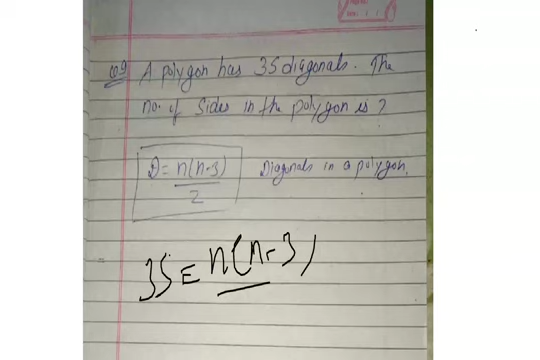 Q9 A polygon has 35 diagonals. The
no. of sides in the polygon is ?
D = n(n-3)/2 Diagonals in a polygon.
35 = n(n-3)